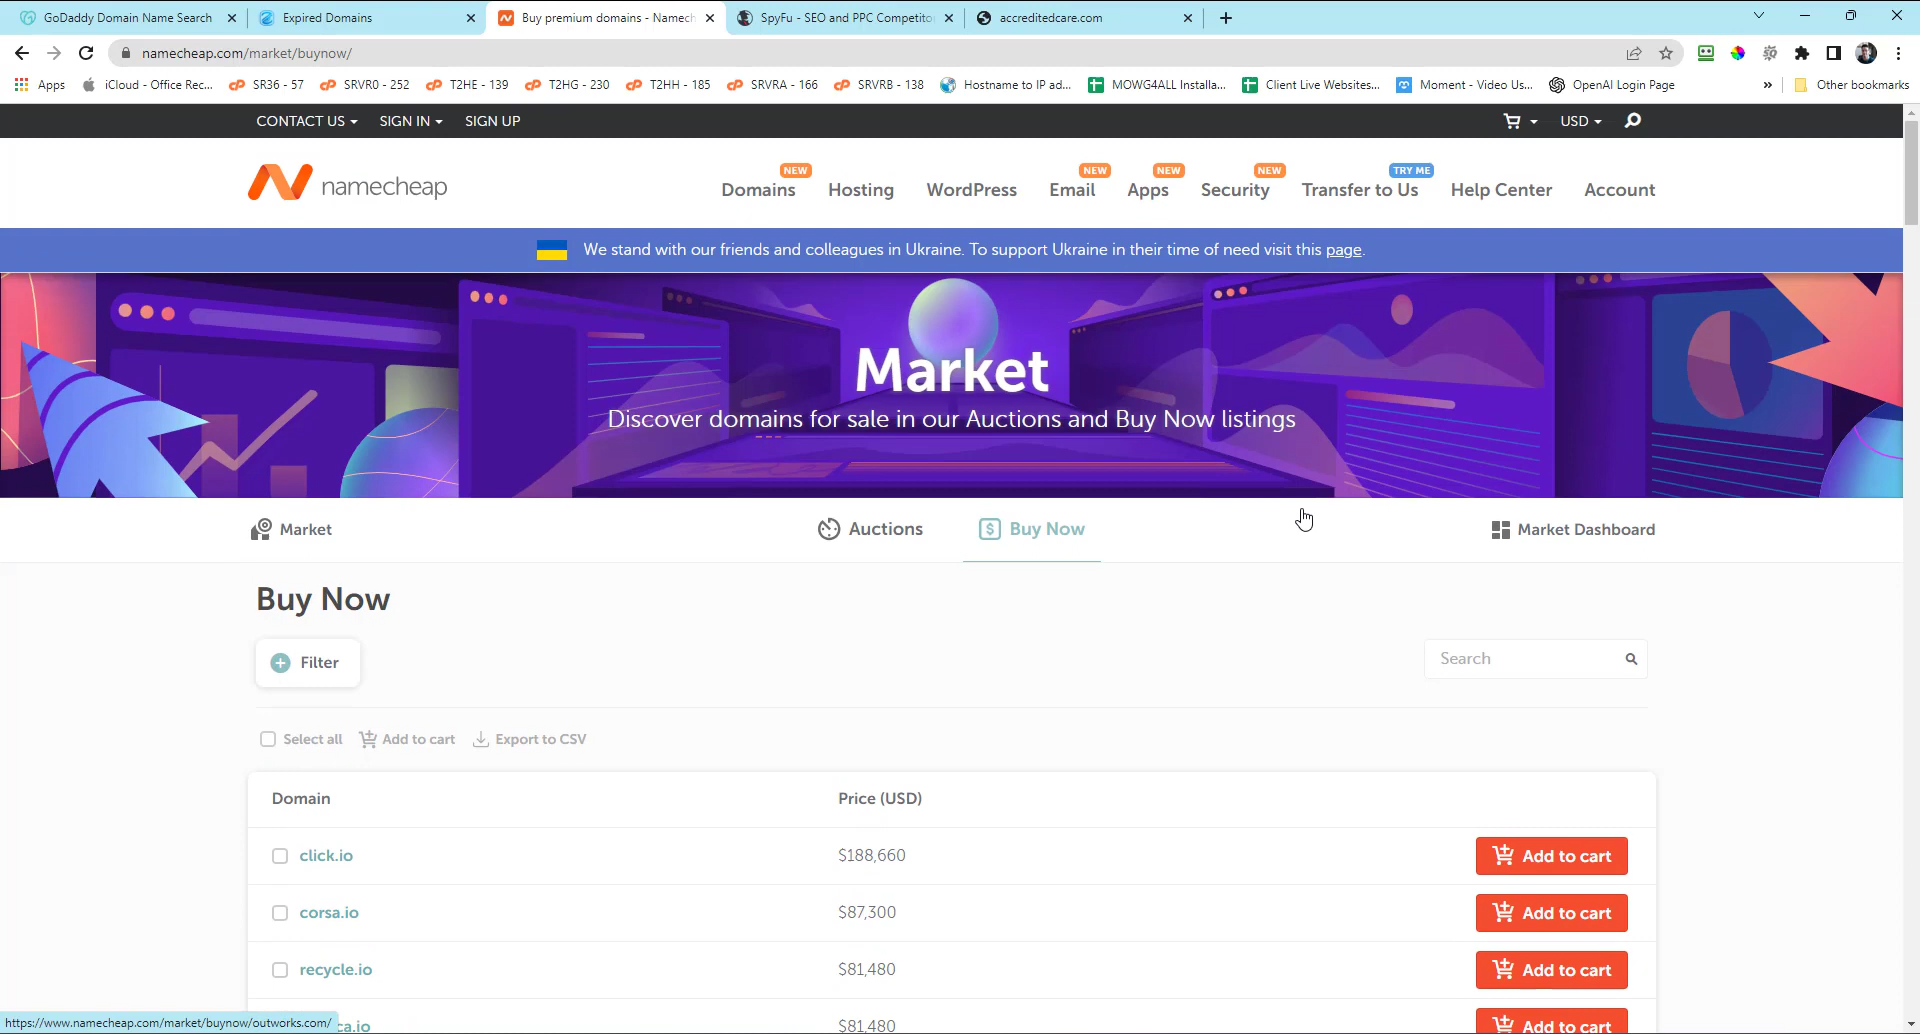 GoDaddy Domain Name Search
Expired Domains
Buy premium domains - Namech
SpyFu - SEO and PPC Competito
accreditedcare.com
namecheap.com/market/buynow/
Apps
iCloud - Office Rec...
SR36 - 57
SRVR0 - 252
T2HE - 139
T2HG - 230
T2HH - 185
SRVRA - 166
SRVRB - 138
Hostname to IP ad...
MOWG4ALL Installa...
Client Live Websites...
Moment - Video Us...
OpenAI Login Page
»
Other bookmarks
CONTACT US
SIGN IN
SIGN UP
USD
namecheap
NEW
Domains
Hosting
WordPress
NEW
Email
NEW
Apps
NEW
Security
TRY ME
Transfer to Us
Help Center
Account
We stand with our friends and colleagues in Ukraine. To support Ukraine in their time of need visit this page.
Market
Discover domains for sale in our Auctions and Buy Now listings
Market
Auctions
$ Buy Now
Market Dashboard
Buy Now
Filter
Search
Select all
Add to cart
Export to CSV
Domain
Price (USD)
click.io
$188,660
Add to cart
corsa.io
$87,300
Add to cart
recycle.io
$81,480
Add to cart
ca.io
$81,480
Add to cart
https://www.namecheap.com/market/buynow/outworks.com/